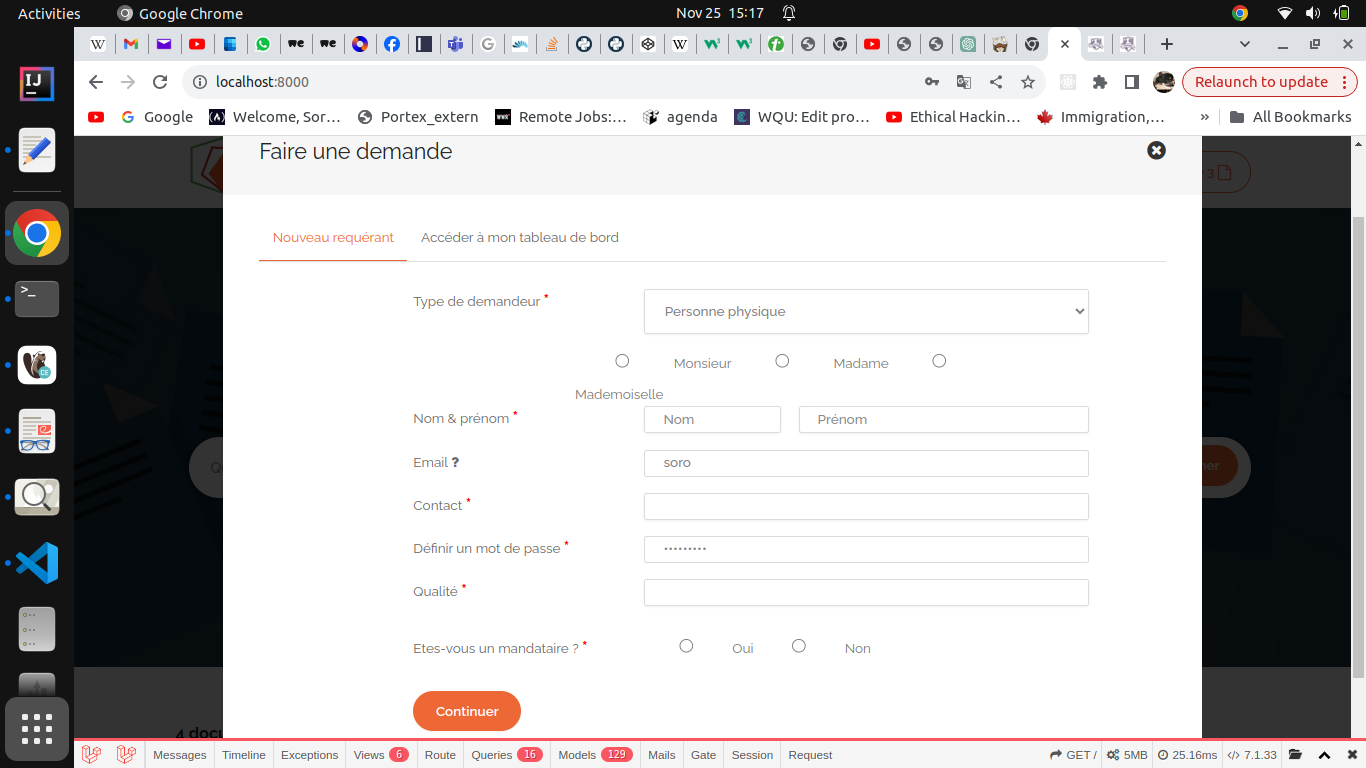 Activities Google Chrome Nov 25 15:17
localhost:8000 Relaunch to update
Google Welcome, Sor… Portex_extern Remote Jobs:… agenda WQU: Edit pro… Ethical Hackin… Immigration,… » All Bookmarks
Faire une demande
3
Nouveau requérant Accéder à mon tableau de bord
Type de demandeur * Personne physique
Monsieur Madame
Mademoiselle
Nom & prénom * Nom Prénom
Email ? soro
Contact *
Définir un mot de passe * •••••••••
Qualité *
Etes-vous un mandataire ? * Oui Non
Continuer
4 docu
Messages Timeline Exceptions Views 6 Route Queries 16 Models 129 Mails Gate Session Request GET / 5MB 25.16ms 7.1.33